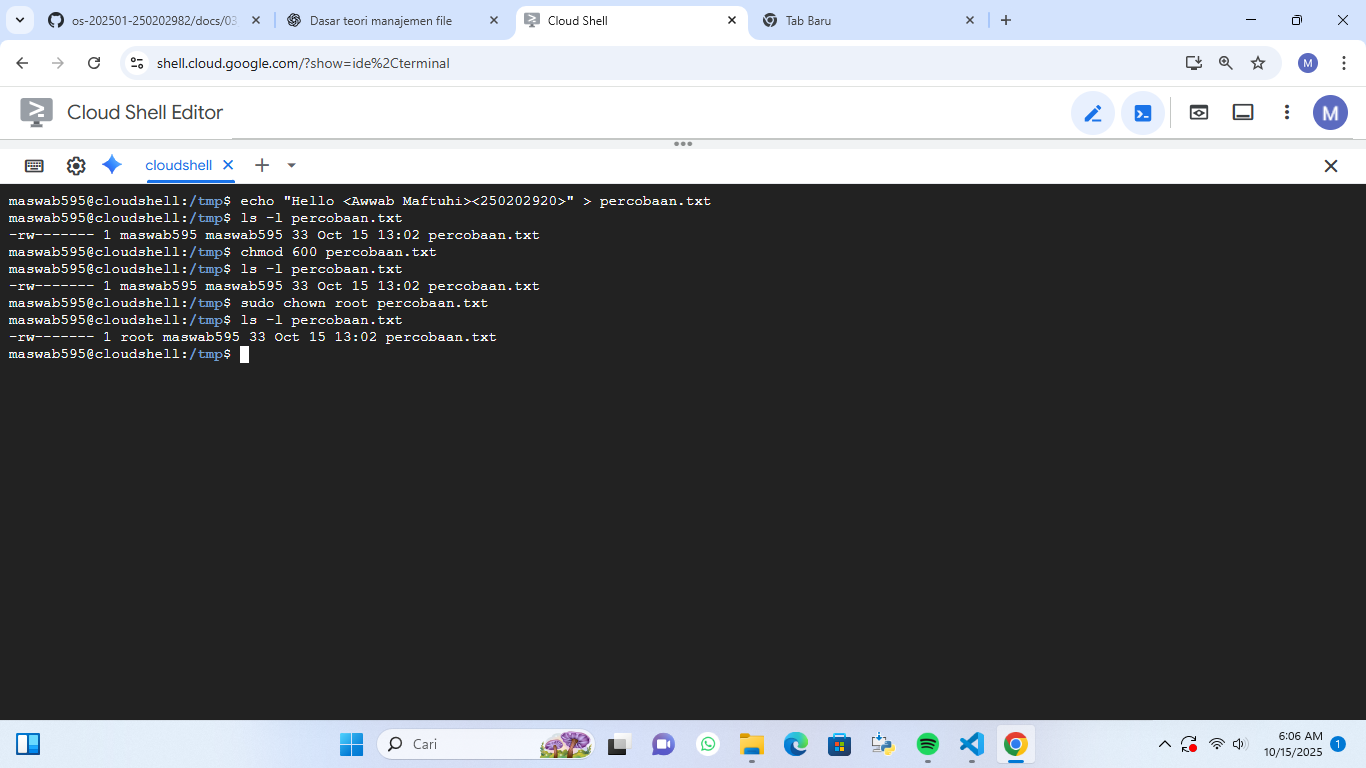 os-202501-250202982/docs/03
Dasar teori manajemen file
Cloud Shell
Tab Baru
shell.cloud.google.com/?show=ide%2Cterminal
M
Cloud Shell Editor
M
cloudshell
maswab595@cloudshell:/tmp$ echo "Hello <Awwab Maftuhi><250202920>" > percobaan.txt
maswab595@cloudshell:/tmp$ ls -l percobaan.txt
-rw------- 1 maswab595 maswab595 33 Oct 15 13:02 percobaan.txt
maswab595@cloudshell:/tmp$ chmod 600 percobaan.txt
maswab595@cloudshell:/tmp$ ls -l percobaan.txt
-rw------- 1 maswab595 maswab595 33 Oct 15 13:02 percobaan.txt
maswab595@cloudshell:/tmp$ sudo chown root percobaan.txt
maswab595@cloudshell:/tmp$ ls -l percobaan.txt
-rw------- 1 root maswab595 33 Oct 15 13:02 percobaan.txt
maswab595@cloudshell:/tmp$
Cari
6:06 AM
10/15/2025
1